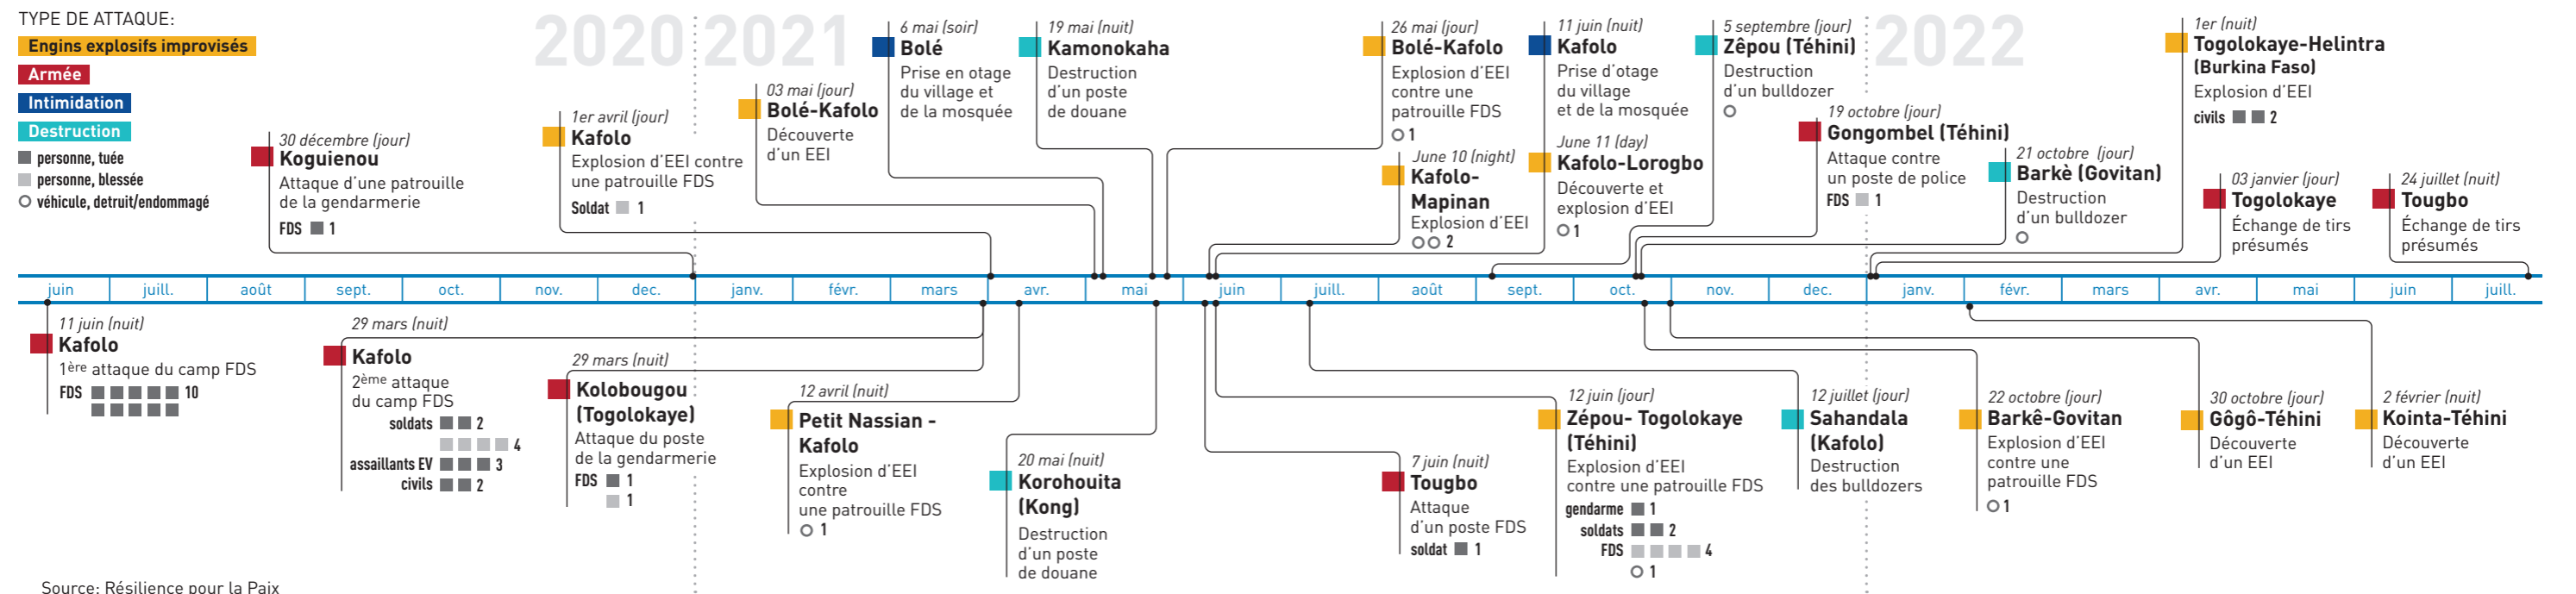 TYPE DE ATTAQUE:
Engins explosifs improvisés
Armée
Intimidation
Destruction
personne, tuée
personne, blessée
véhicule, detruit/endommagé
2020
2021
2022
30 décembre (jour)
Koguienou
Attaque d'une patrouille
de la gendarmerie
FDS 1
1er avril (jour)
Kafolo
Explosion d'EEI contre
une patrouille FDS
Soldat 1
03 mai (jour)
Bolé-Kafolo
Découverte
d'un EEI
6 mai (soir)
Bolé
Prise en otage
du village et
de la mosquée
19 mai (nuit)
Kamonokaha
Destruction
d'un poste
de douane
26 mai (jour)
Bolé-Kafolo
Explosion d'EEI
contre une
patrouille FDS
1
June 10 (night)
Kafolo-
Mapinan
Explosion d'EEI
2
11 juin (nuit)
Kafolo
Prise d'otage
du village
et de la mosquée
June 11 (day)
Kafolo-Lorogbo
Découverte et
explosion d'EEI
1
5 septembre (jour)
Zêpou (Téhini)
Destruction
d'un bulldozer
19 octobre (jour)
Gongombel (Téhini)
Attaque contre
un poste de police
FDS 1
21 octobre (jour)
Barkè (Govitan)
Destruction
d'un bulldozer
1er (nuit)
Togolokaye-Helintra
(Burkina Faso)
Explosion d'EEI
civils 2
03 janvier (jour)
Togolokaye
Échange de tirs
présumés
24 juillet (nuit)
Tougbo
Échange de tirs
présumés
juin juill. août sept. oct. nov. dec. janv. févr. mars avr. mai juin juill. août sept. oct. nov. dec. janv. févr. mars avr. mai juin juill.
11 juin (nuit)
Kafolo
1ère attaque du camp FDS
FDS 10
29 mars (nuit)
Kafolo
2ème attaque
du camp FDS
soldats 2
4
assaillants EV 3
civils 2
29 mars (nuit)
Kolobougou
(Togolokaye)
Attaque du poste
de la gendarmerie
FDS 1
1
12 avril (nuit)
Petit Nassian -
Kafolo
Explosion d'EEI
contre
une patrouille FDS
1
20 mai (nuit)
Korohouita
(Kong)
Destruction
d'un poste
de douane
7 juin (nuit)
Tougbo
Attaque
d'un poste FDS
soldat 1
12 juin (jour)
Zépou- Togolokaye
(Téhini)
Explosion d'EEI
contre une patrouille FDS
gendarme 1
soldats 2
FDS 4
1
12 juillet (jour)
Sahandala
(Kafolo)
Destruction
des bulldozers
22 octobre (jour)
Barkê-Govitan
Explosion d'EEI
contre une
patrouille FDS
1
30 octobre (jour)
Gôgô-Téhini
Découverte
d'un EEI
2 février (nuit)
Kointa-Téhini
Découverte
d'un EEI
Source: Résilience pour la Paix